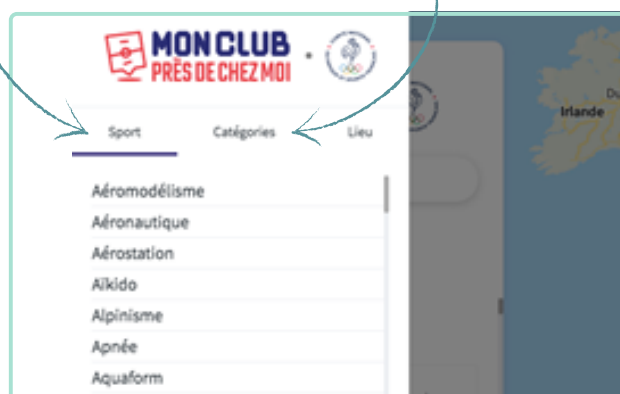 MON CLUB
PRÈS DE CHEZ MOI
Sport Catégories Lieu
Aéromodélisme
Aéronautique
Aérostation
Aïkido
Alpinisme
Apnée
Aquaform
Irlande